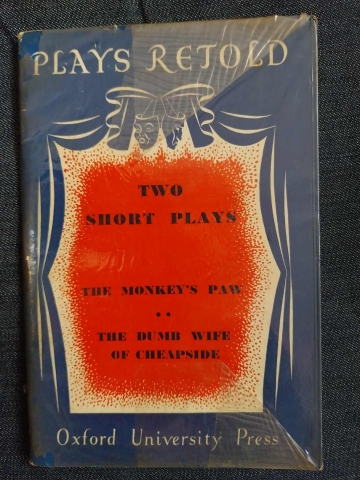 PLAYS RETOLD
TWO
SHORT PLAYS
THE MONKEY'S PAW
..
THE DUMB WIFE
OF CHEAPSIDE
Oxford University Press